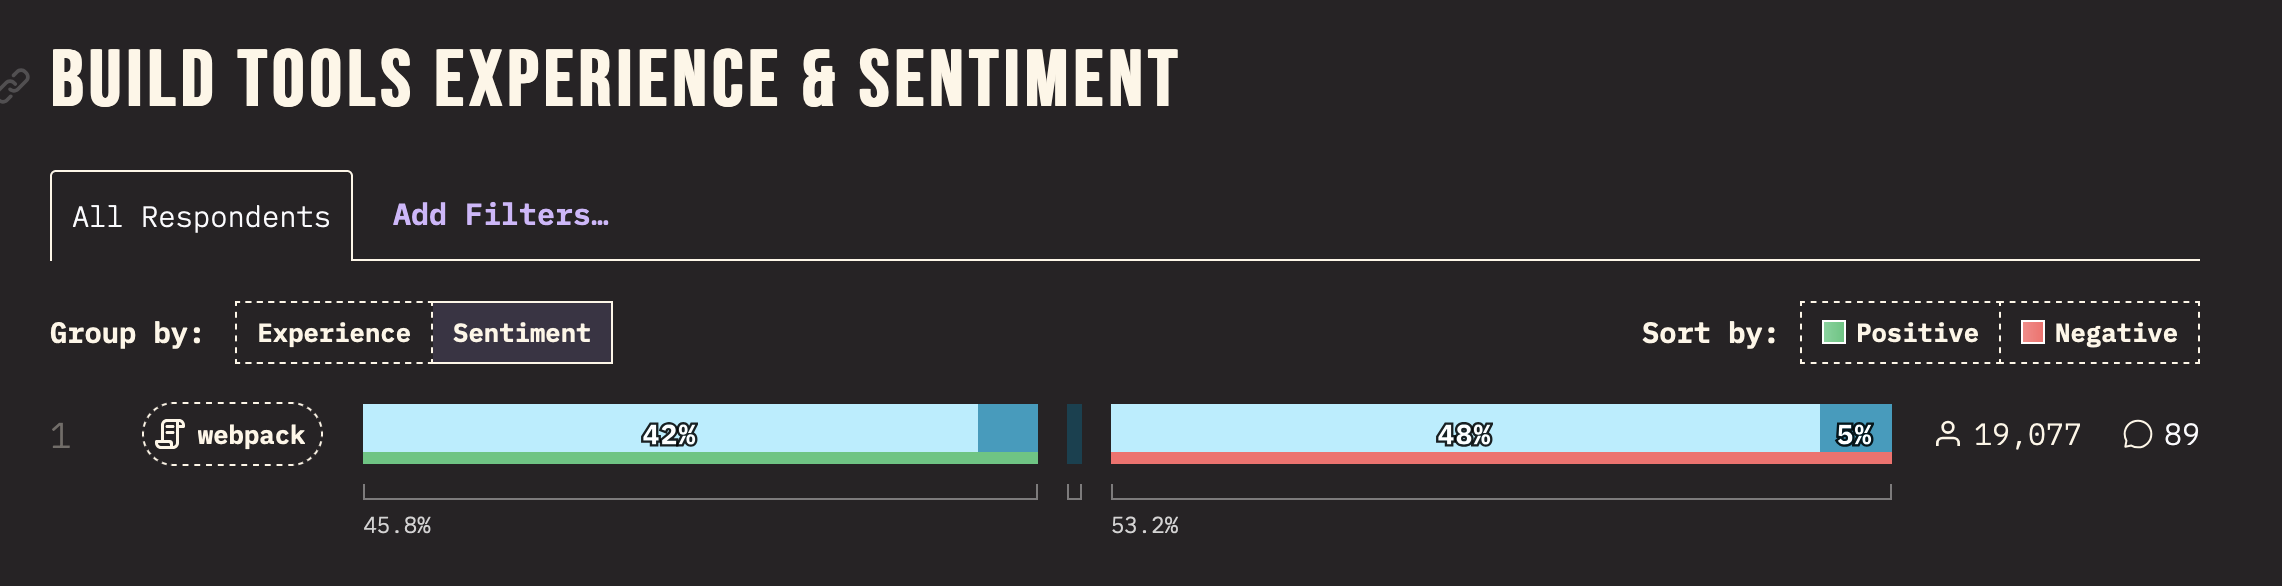 BUILD TOOLS EXPERIENCE & SENTIMENT
All Respondents Add Filters…
Group by: Experience Sentiment Sort by: Positive Negative
1 webpack 42% 48% 5% 19,077 89
45.8% 53.2%